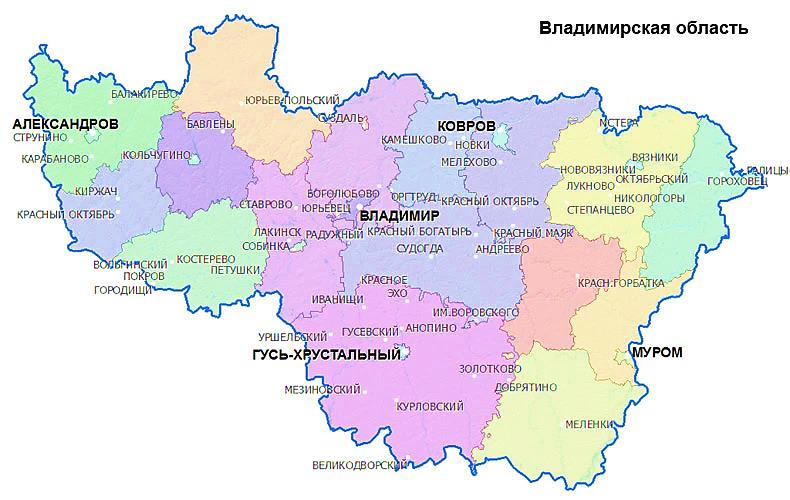 Владимирская область
БАЛАКИРЕВО
ЮРЬЕВ-ПОЛЬСКИЙ
АЛЕКСАНДРОВ
СТРУНИНО
БАВЛЕНЫ
СУЗДАЛЬ
КОВРОВ
КАМЕШКОВО
НОВКИ
МЕЛЕХОВО
ИСТЕРА
КАРАБАНОВО
КОЛЬЧУГИНО
ВЯЗНИКИ
НОВОВЯЗНИКИ
ГАЛИЦЫ
ЛУКНОВО
ОКТЯБРЬСКИЙ
ГОРОХОВЕЦ
КИРЖАЧ
БОГОЛЮБОВО
ОРГТРУД
НИКОЛОГОРЫ
КРАСНЫЙ ОКТЯБРЬ
СТАВРОВО
ЮРЬЕВЕЦ
ВЛАДИМИР
КРАСНЫЙ ОКТЯБРЬ
СТЕПАНЦЕВО
ЛАКИНСК
РАДУЖНЫЙ
КРАСНЫЙ БОГАТЫРЬ
КРАСНЫЙ МАЯК
СОБИНКА
СУДОГДА
АНДРЕЕВО
ВОЛЬГИНСКИЙ
КОСТЕРЕВО
ПОКРОВ
ПЕТУШКИ
ГОРОДИЩИ
КРАСНОЕ
ЭХО
КРАСН.ГОРБАТКА
ИВАНИЩИ
ИМ.ВОРОВСКОГО
УРШЕЛЬСКИЙ
ГУСЕВСКИЙ
АНОПИНО
ГУСЬ-ХРУСТАЛЬНЫЙ
МУРОМ
ЗОЛОТКОВО
МЕЗИНОВСКИЙ
ДОБРЯТИНО
КУРЛОВСКИЙ
МЕЛЕНКИ
ВЕЛИКОДВОРСКИЙ